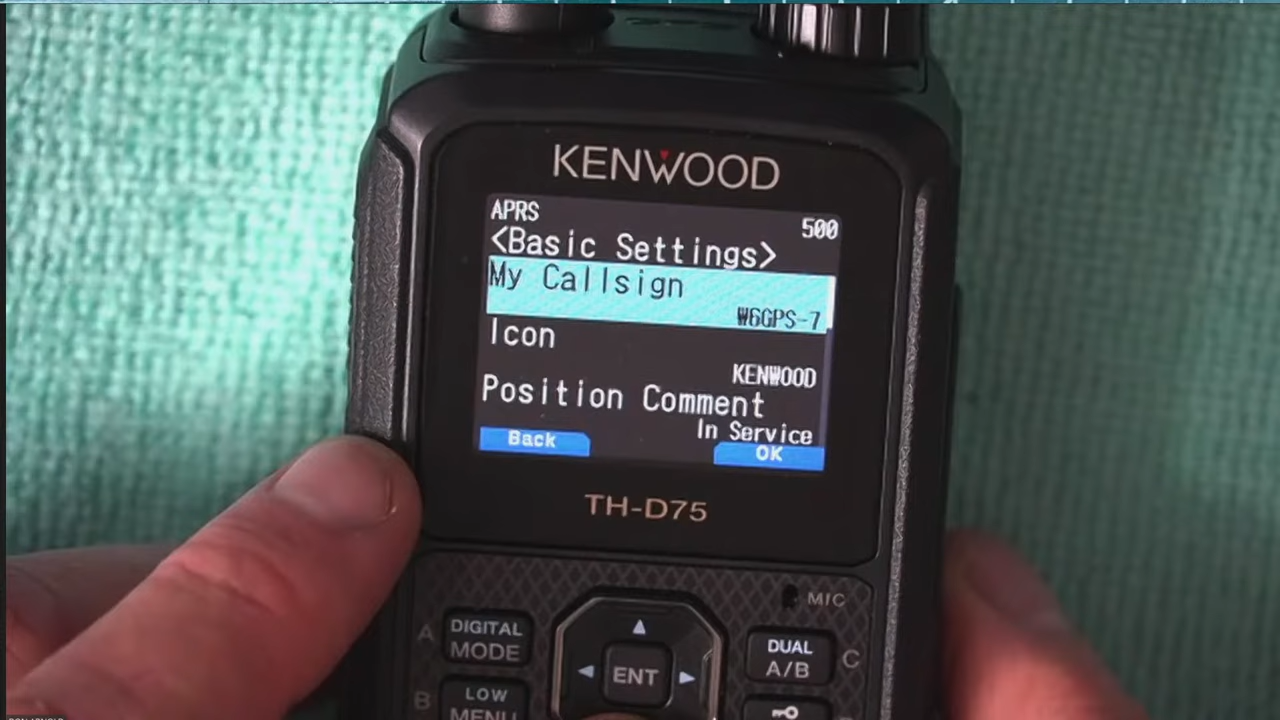 KENWOOD
APRS 500
<Basic Settings>
My Callsign
W6GPS-7
Icon
KENWOOD
Position Comment
In Service
Back OK
TH-D75
MIC
A DIGITAL MODE
ENT
DUAL A/B C
B LOW MENU